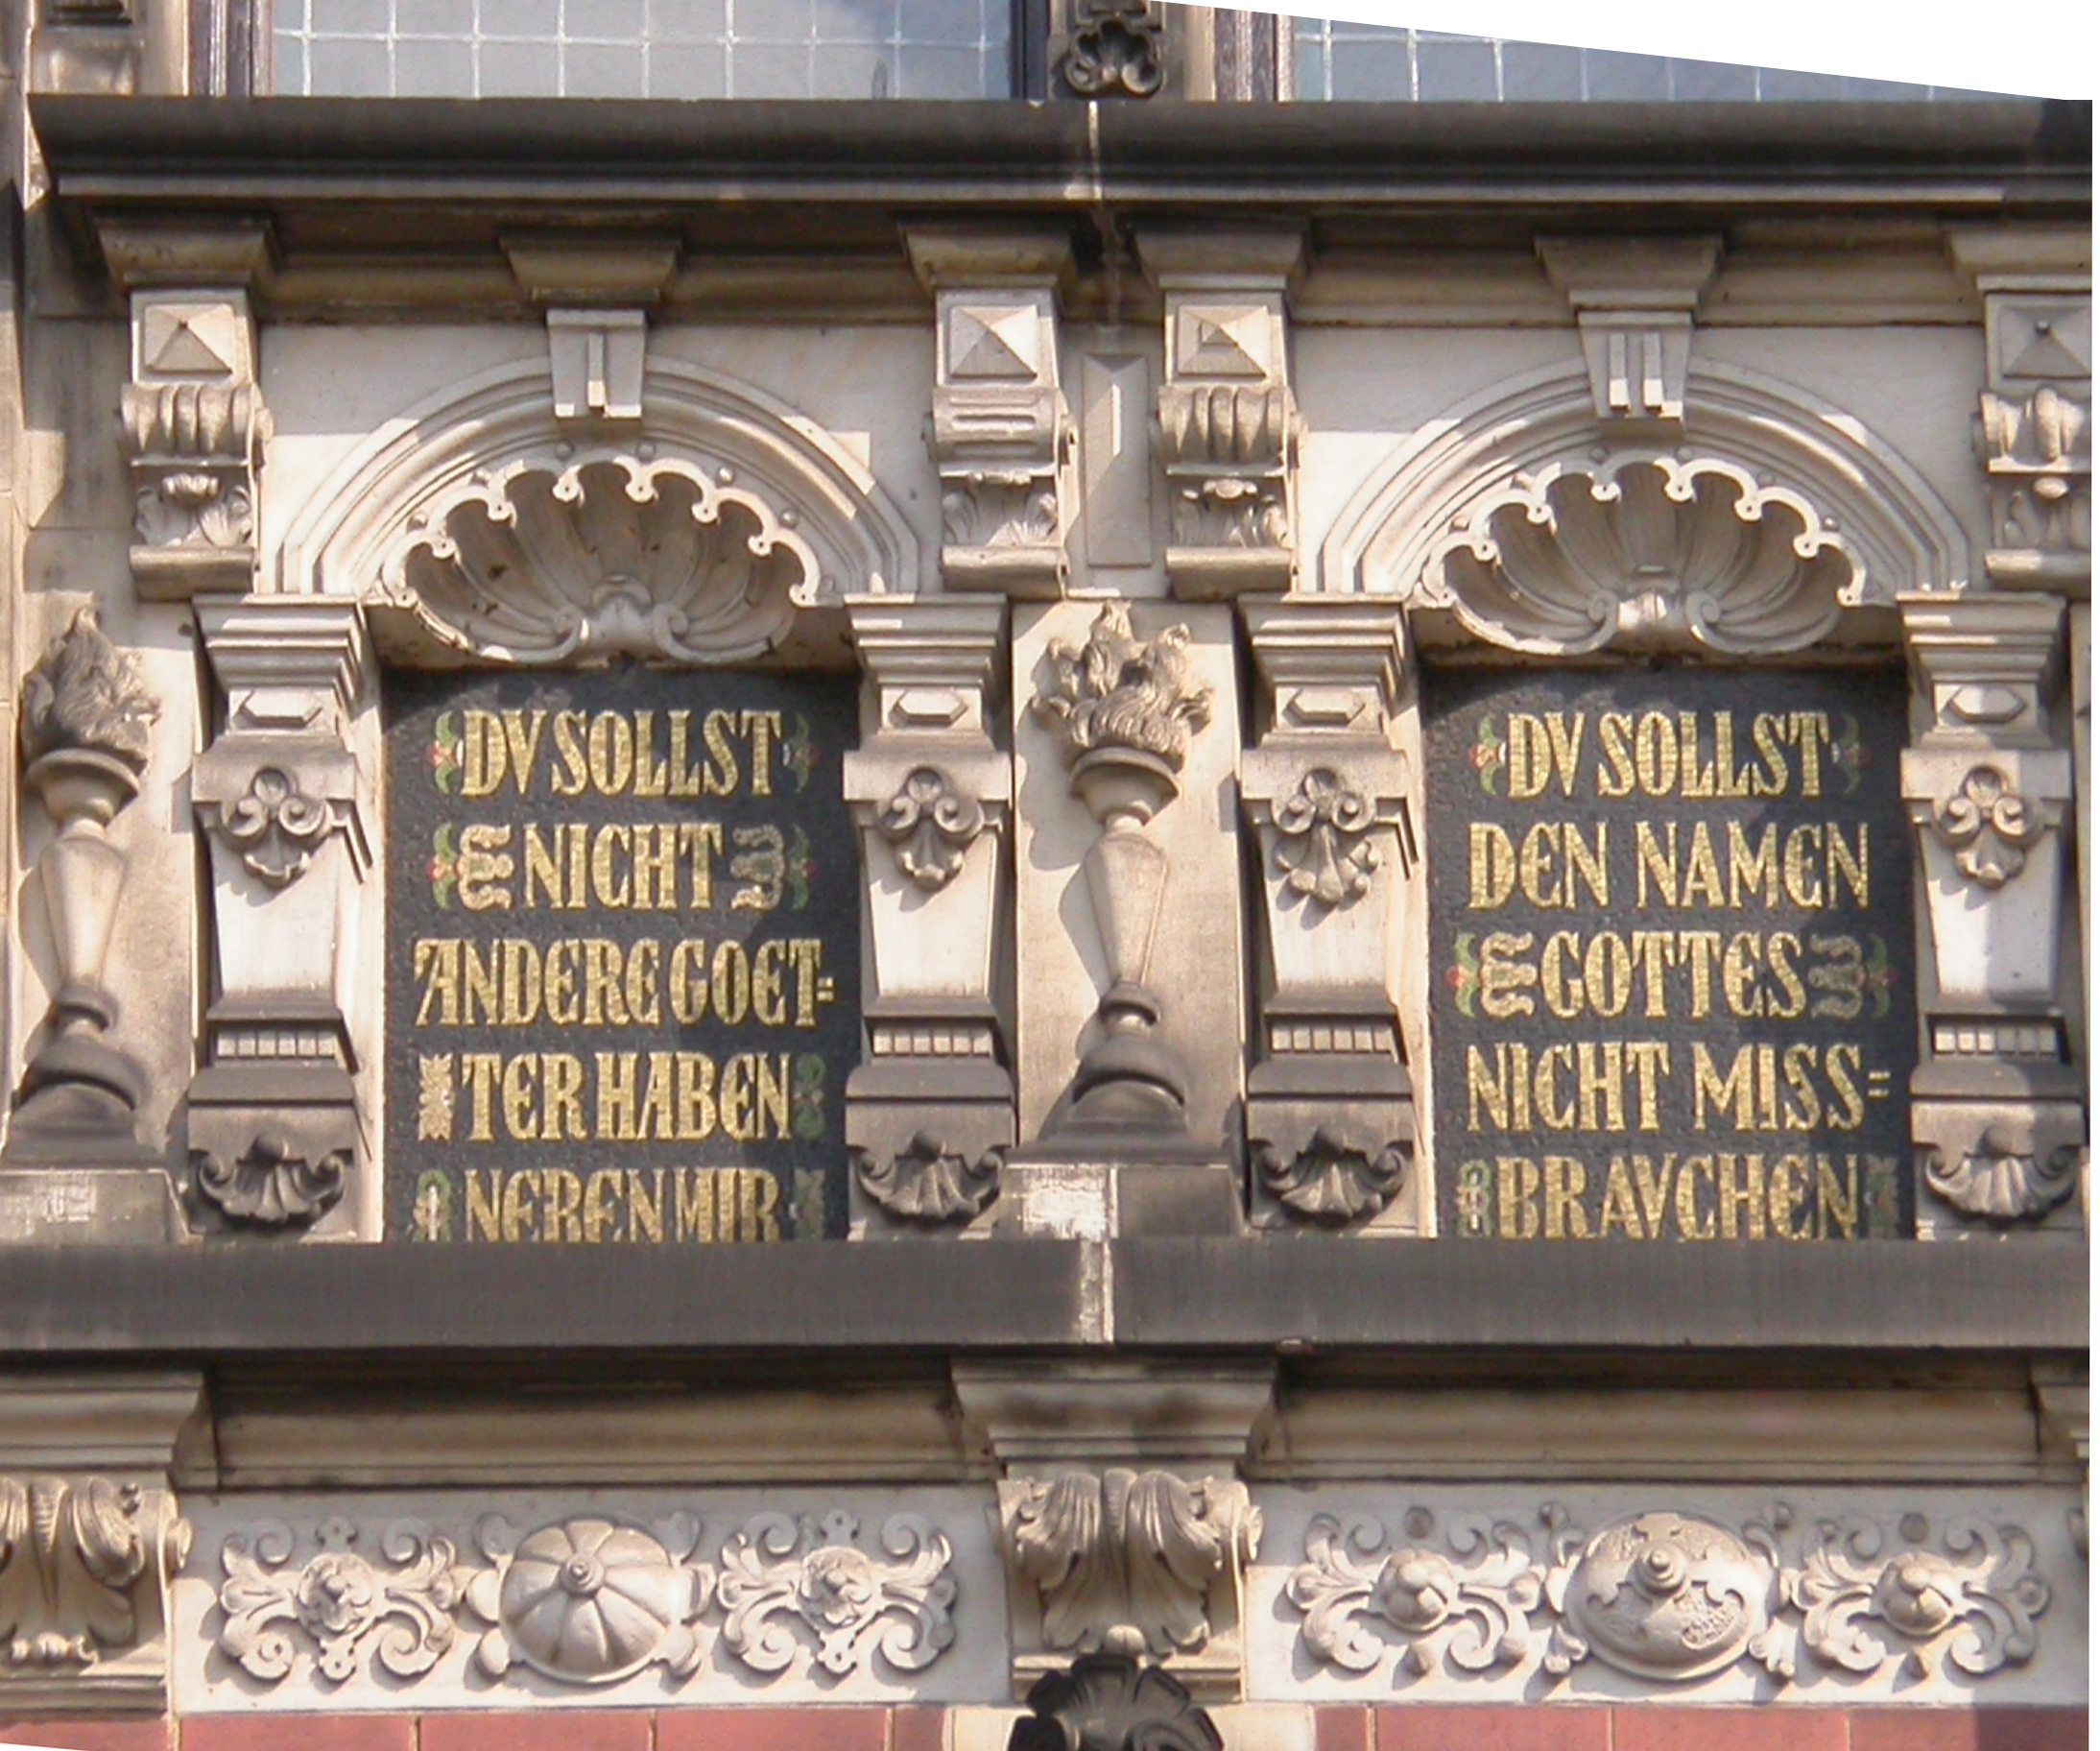 DV SOLLST
NICHT
ANDERE GOET=
TER HABEN
NEBEN MIR
DV SOLLST
DEN NAMEN
GOTTES
NICHT MISS=
BRAVCHEN